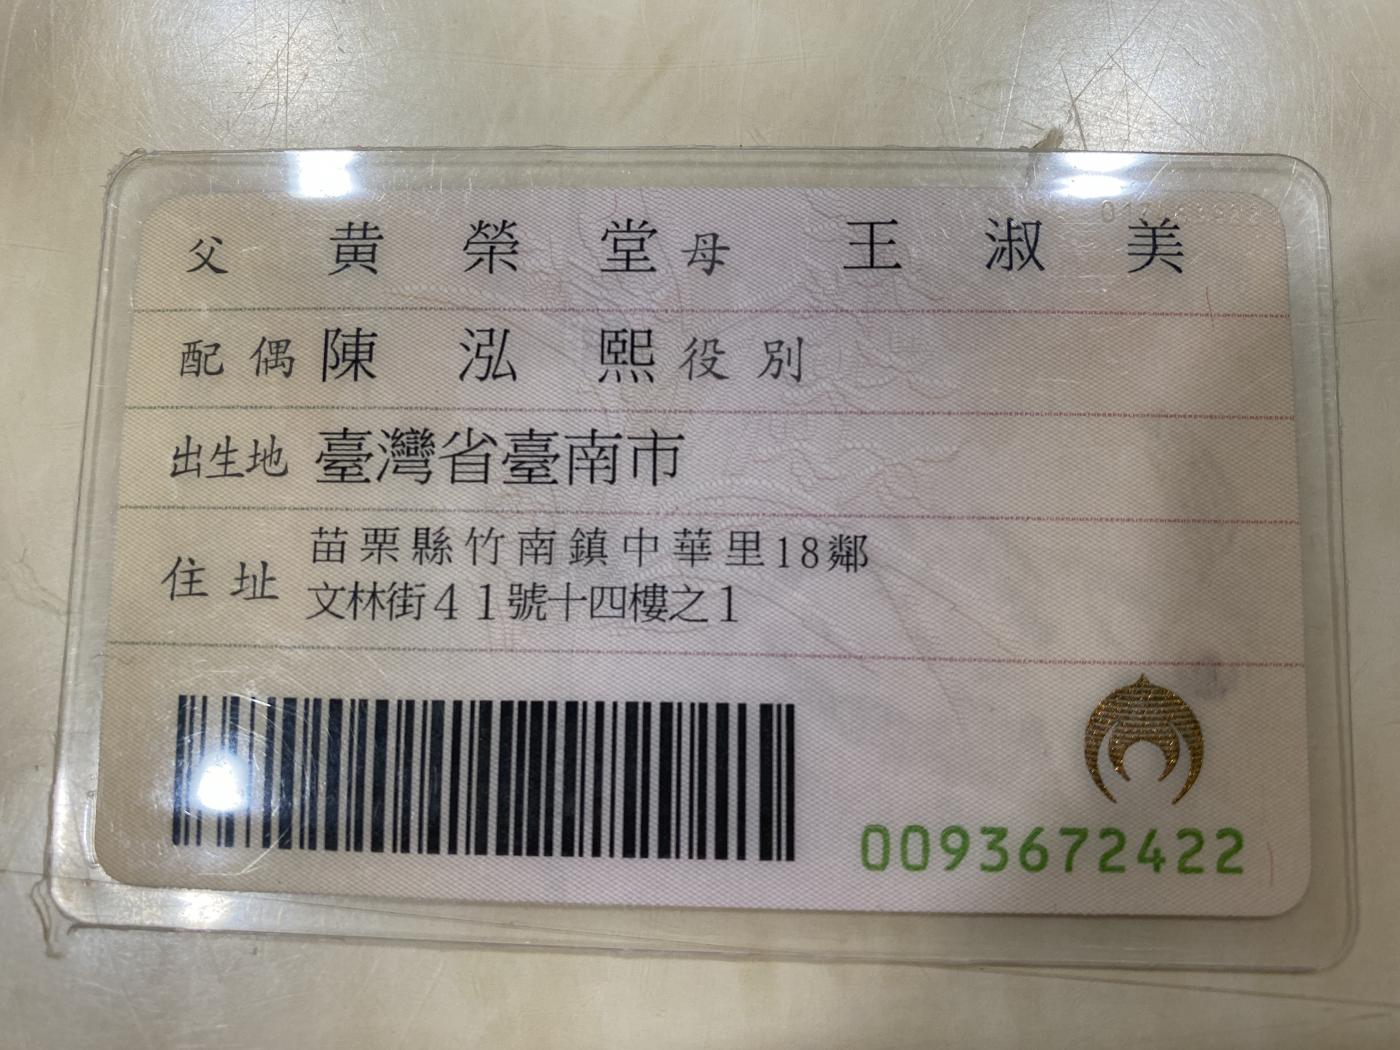 父 黄榮堂 母 王淑美
配偶 陳泓熙 役別
出生地 臺灣省臺南市
住址 苗栗縣竹南鎮中華里18鄰
文林街41號十四樓之1
0093672422